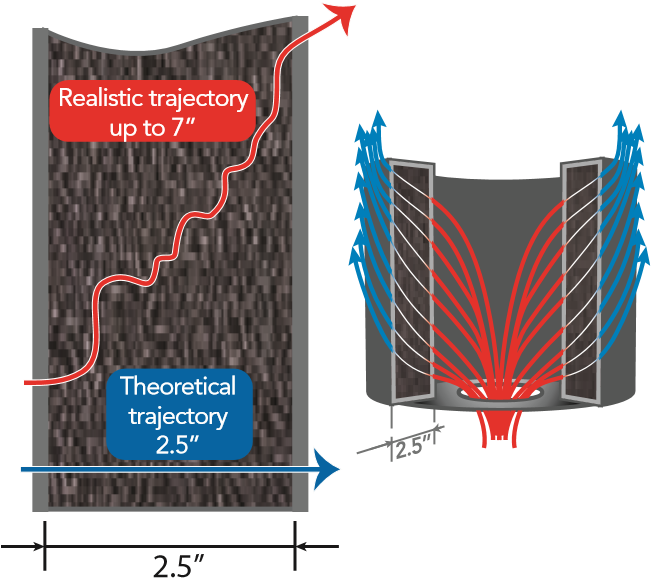 Realistic trajectory
up to 7”
Theoretical
trajectory
2.5”
2.5”
2.5”